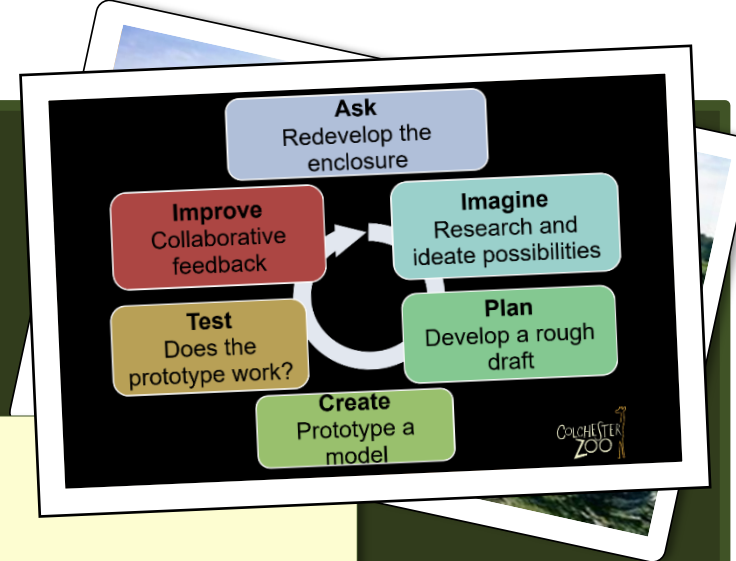 Ask
Redevelop the
enclosure
Imagine
Research and
ideate possibilities
Plan
Develop a rough
draft
Create
Prototype a
model
Test
Does the
prototype work?
Improve
Collaborative
feedback
COLCHESTER
ZOO